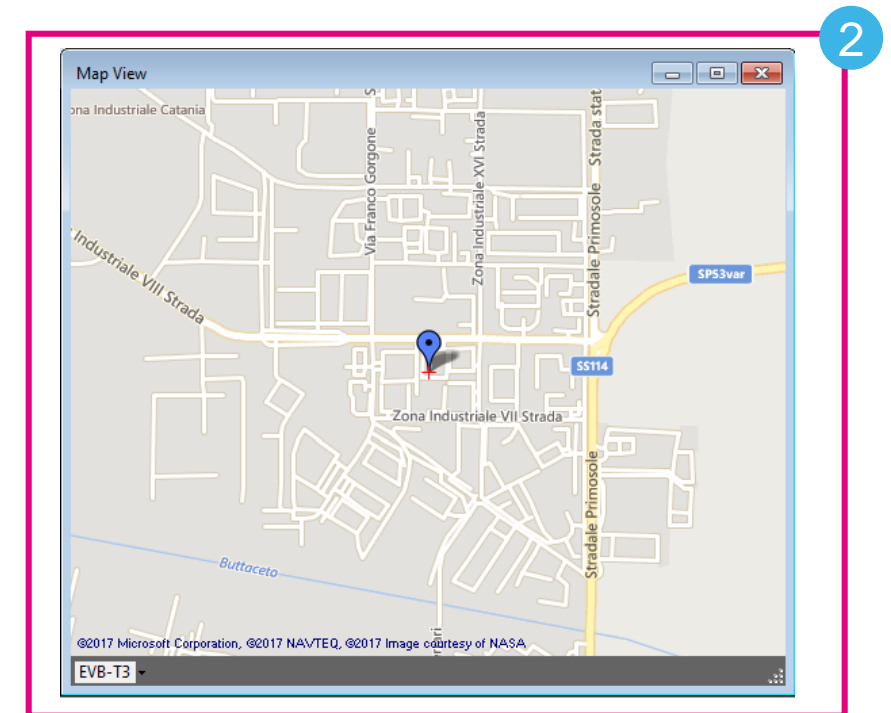 2
Map View
ona Industriale Catania
S
Strada stat
Via Franco Gorgone
Zona Industriale XVI Strada
Stradale Primosole
Industriale VIII Strada
SP53var
SS114
Zona Industriale VII Strada
Stradale Primosole
Buttaceto
©2017 Microsoft Corporation, ©2017 NAVTEQ, ©2017 Image courtesy of NASA
EVB-T3